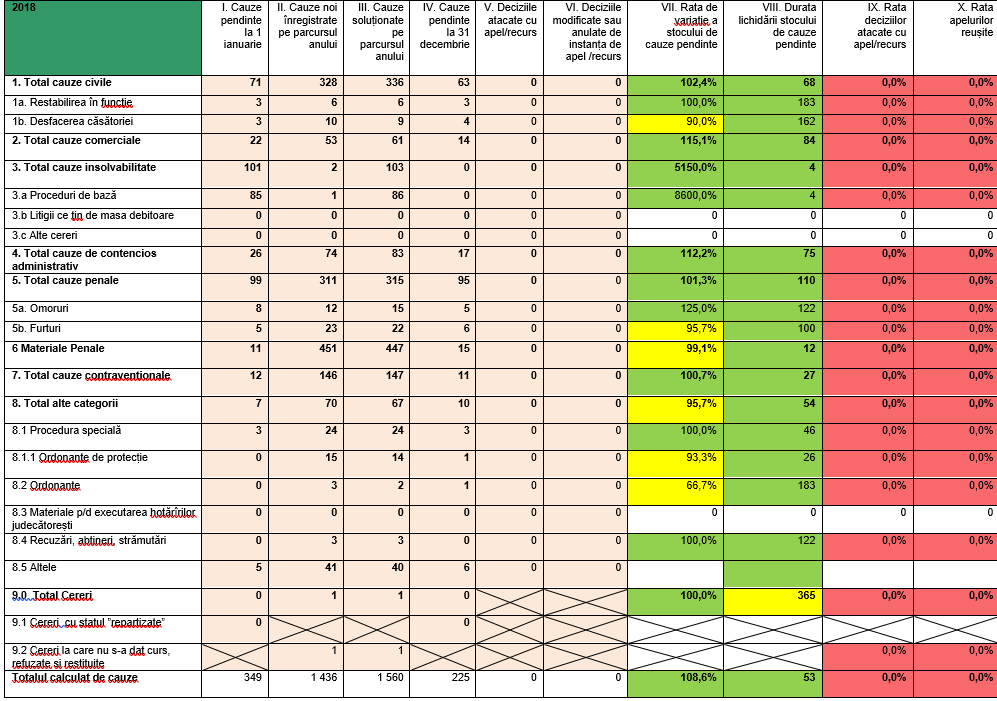 2018 I. Cauze pendinte la 1 ianuarie II. Cauze noi înregistrate pe parcursul anului III. Cauze soluționate pe parcursul anului IV. Cauze pendinte la 31 decembrie V. Deciziile atacate cu apel/recurs VI. Deciziile modificate sau anulate de instanța de apel /recurs VII. Rata de variație a stocului de cauze pendinte VIII. Durata lichidării stocului de cauze pendinte IX. Rata deciziilor atacate cu apel/recurs X. Rata apelurilor reușite
1. Total cauze civile 71 328 336 63 0 0 102,4% 68 0,0% 0,0%
1a. Restabilirea în funcție 3 6 6 3 0 0 100,0% 183 0,0% 0,0%
1b. Desfacerea căsătoriei 3 10 9 4 0 0 90,0% 162 0,0% 0,0%
2. Total cauze comerciale 22 53 61 14 0 0 115,1% 84 0,0% 0,0%
3. Total cauze insolvabilitate 101 2 103 0 0 0 5150,0% 4 0,0% 0,0%
3.a Proceduri de bază 85 1 86 0 0 0 8600,0% 4 0,0% 0,0%
3.b Litigii ce țin de masa debitoare 0 0 0 0 0 0 0 0 0 0
3.c Alte cereri 0 0 0 0 0 0 0 0 0 0
4. Total cauze de contencios
administrativ 26 74 83 17 0 0 112,2% 75 0,0% 0,0%
5. Total cauze penale 99 311 315 95 0 0 101,3% 110 0,0% 0,0%
5a. Omoruri 8 12 15 5 0 0 125,0% 122 0,0% 0,0%
5b. Furturi 5 23 22 6 0 0 95,7% 100 0,0% 0,0%
6 Materiale Penale 11 451 447 15 0 0 99,1% 12 0,0% 0,0%
7. Total cauze contravenționale 12 146 147 11 0 0 100,7% 27 0,0% 0,0%
8. Total alte categorii 7 70 67 10 0 0 95,7% 54 0,0% 0,0%
8.1 Procedura specială 3 24 24 3 0 0 100,0% 46 0,0% 0,0%
8.1.1 Ordonanțe de protecție 0 15 14 1 0 0 93,3% 26 0,0% 0,0%
8.2 Ordonanțe 0 3 2 1 0 0 66,7% 183 0,0% 0,0%
8.3 Materiale p/d executarea hotărîrilor
judecătorești 0 0 0 0 0 0 0 0 0 0
8.4 Recuzări, abțineri, strămutări 0 3 3 0 0 0 100,0% 122 0,0% 0,0%
8.5 Altele 5 41 40 6 0 0
9.0 Total Cereri 0 1 1 0 100,0% 365 0,0% 0,0%
9.1 Cereri, cu statul ”repartizate” 0 0
9.2 Cereri la care nu s-a dat curs,
refuzate și restituite 1 1 0,0% 0,0%
Totalul calculat de cauze 349 1 436 1 560 225 0 0 108,6% 53 0,0% 0,0%